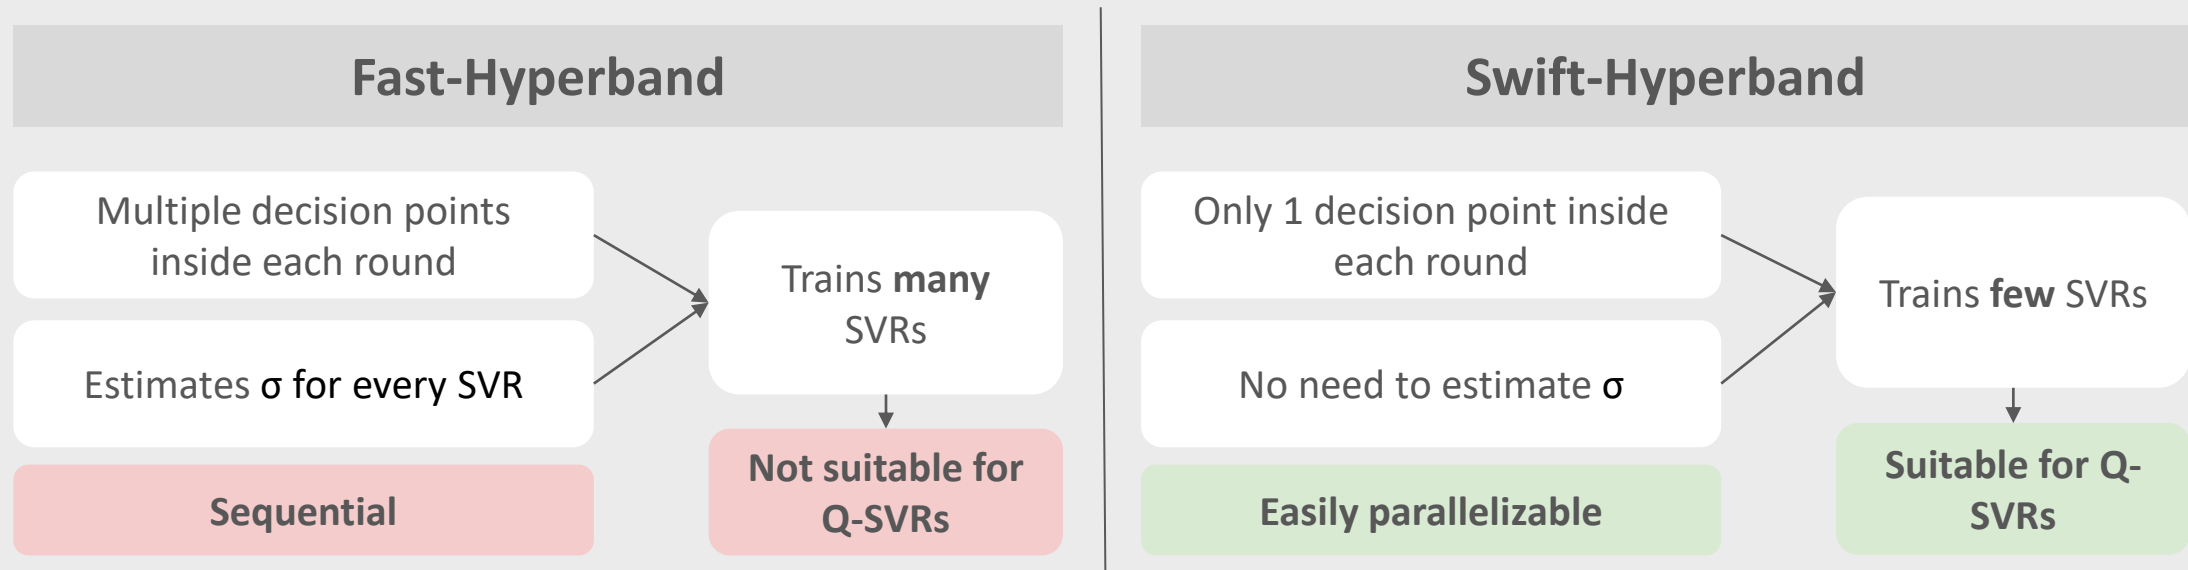 Fast-Hyperband
Multiple decision points
inside each round
Estimates σ for every SVR
Sequential
Trains many
SVRs
Not suitable for
Q-SVRs
Swift-Hyperband
Only 1 decision point inside
each round
No need to estimate σ
Easily parallelizable
Trains few SVRs
Suitable for Q-
SVRs